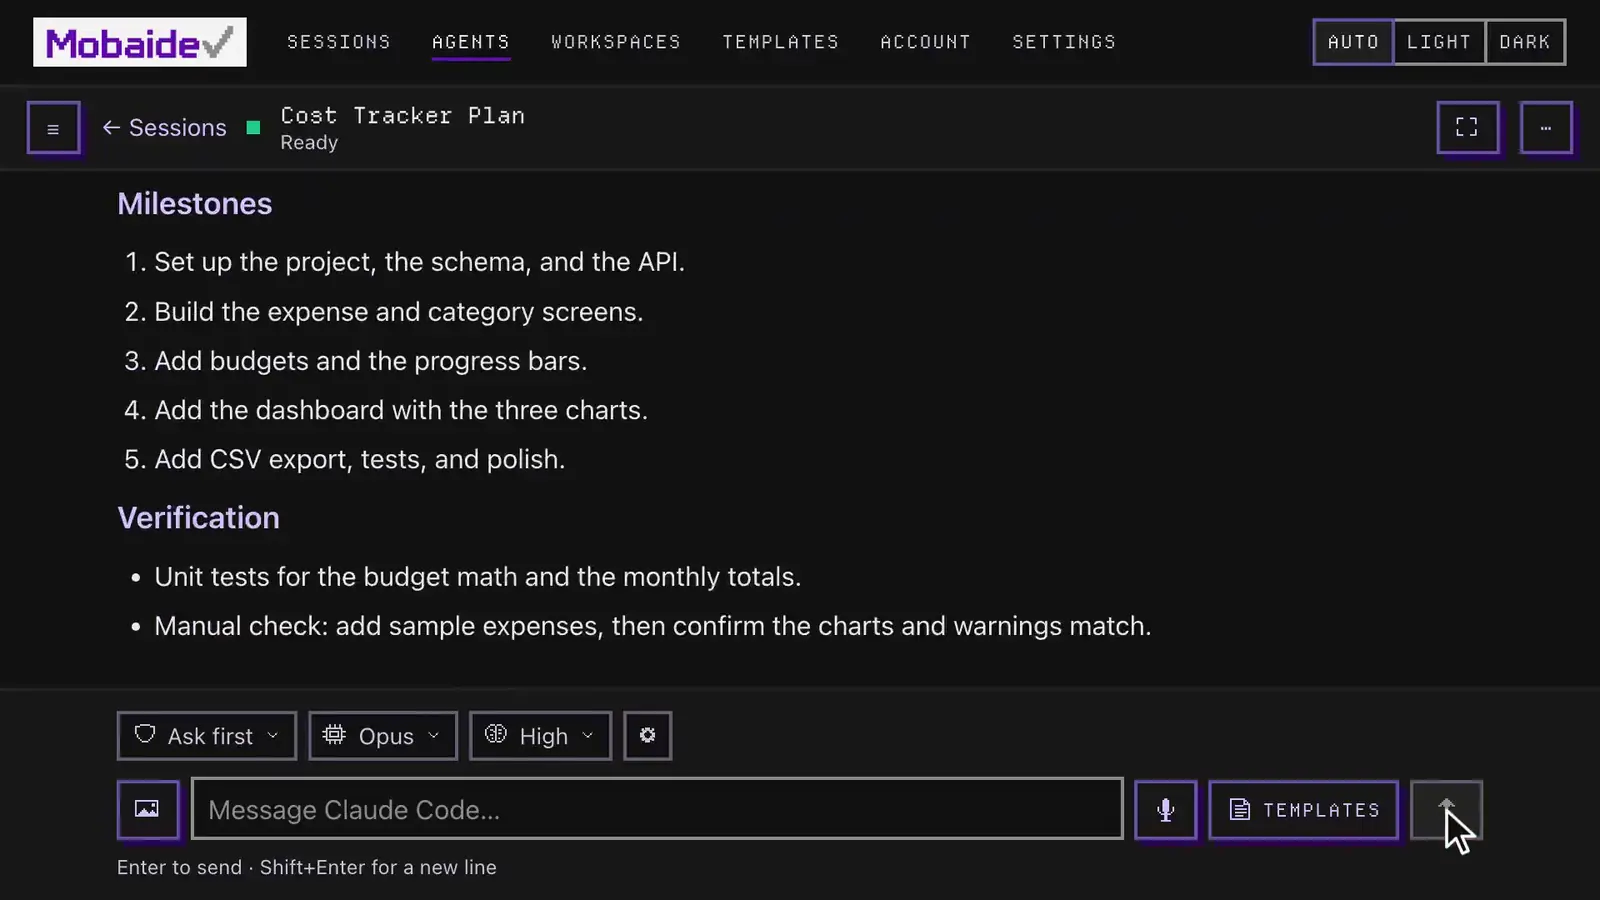 Mobaide
SESSIONS AGENTS WORKSPACES TEMPLATES ACCOUNT SETTINGS AUTO LIGHT DARK
← Sessions
Cost Tracker Plan
Ready
Milestones
1. Set up the project, the schema, and the API.
2. Build the expense and category screens.
3. Add budgets and the progress bars.
4. Add the dashboard with the three charts.
5. Add CSV export, tests, and polish.
Verification
• Unit tests for the budget math and the monthly totals.
• Manual check: add sample expenses, then confirm the charts and warnings match.
Ask first Opus High
Message Claude Code...
TEMPLATES
Enter to send · Shift+Enter for a new line